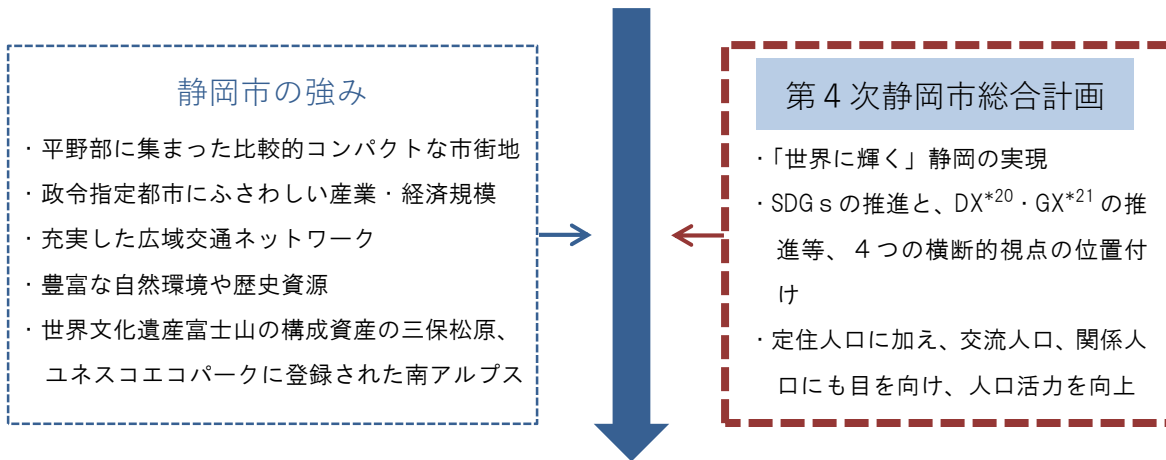 静岡市の強み
・平野部に集まった比較的コンパクトな市街地
・政令指定都市にふさわしい産業・経済規模
・充実した広域交通ネットワーク
・豊富な自然環境や歴史資源
・世界文化遺産富士山の構成資産の三保松原、
ユネスコエコパークに登録された南アルプス
第４次静岡市総合計画
・「世界に輝く」静岡の実現
・SDGｓの推進と、DX*20・GX*21 の推
進等、４つの横断的視点の位置付
け
・定住人口に加え、交流人口、関係人
口にも目を向け、人口活力を向上